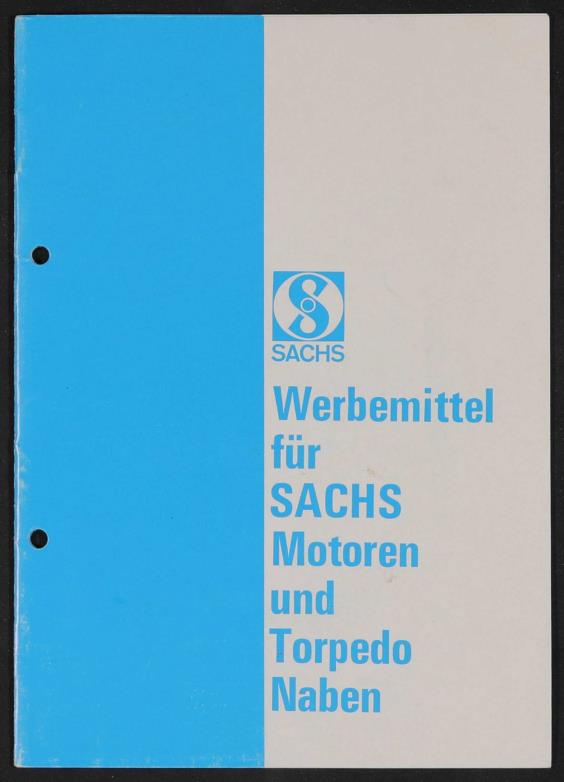 SACHS
Werbemittel
für
SACHS
Motoren
und
Torpedo
Naben